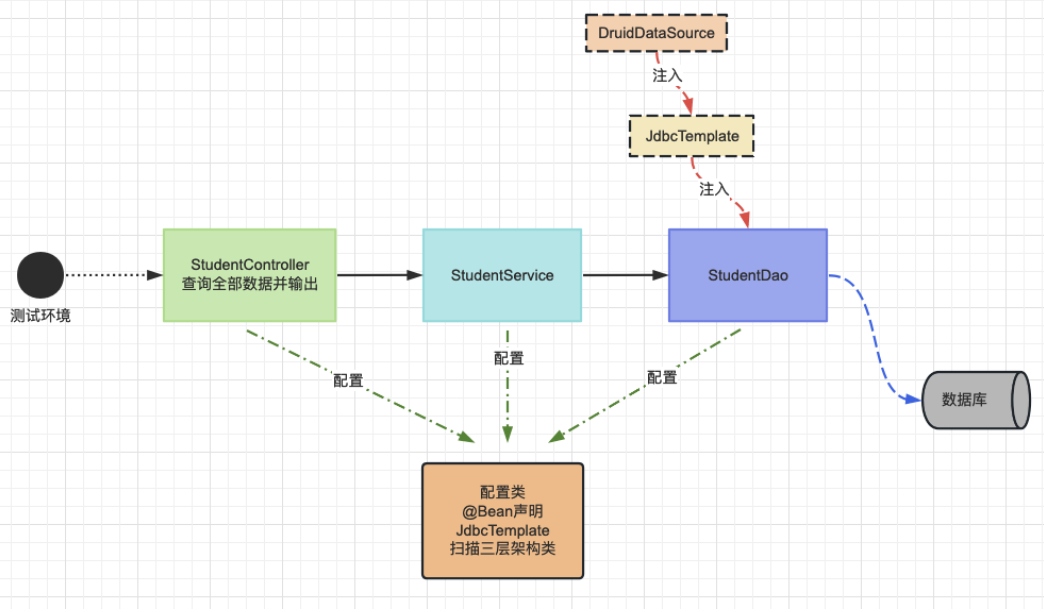 DruidDataSource
注入
JdbcTemplate
注入
StudentController
查询全部数据并输出
StudentService
StudentDao
测试环境
配置
配置
配置
数据库
配置类
@Bean声明
JdbcTemplate
扫描三层架构类